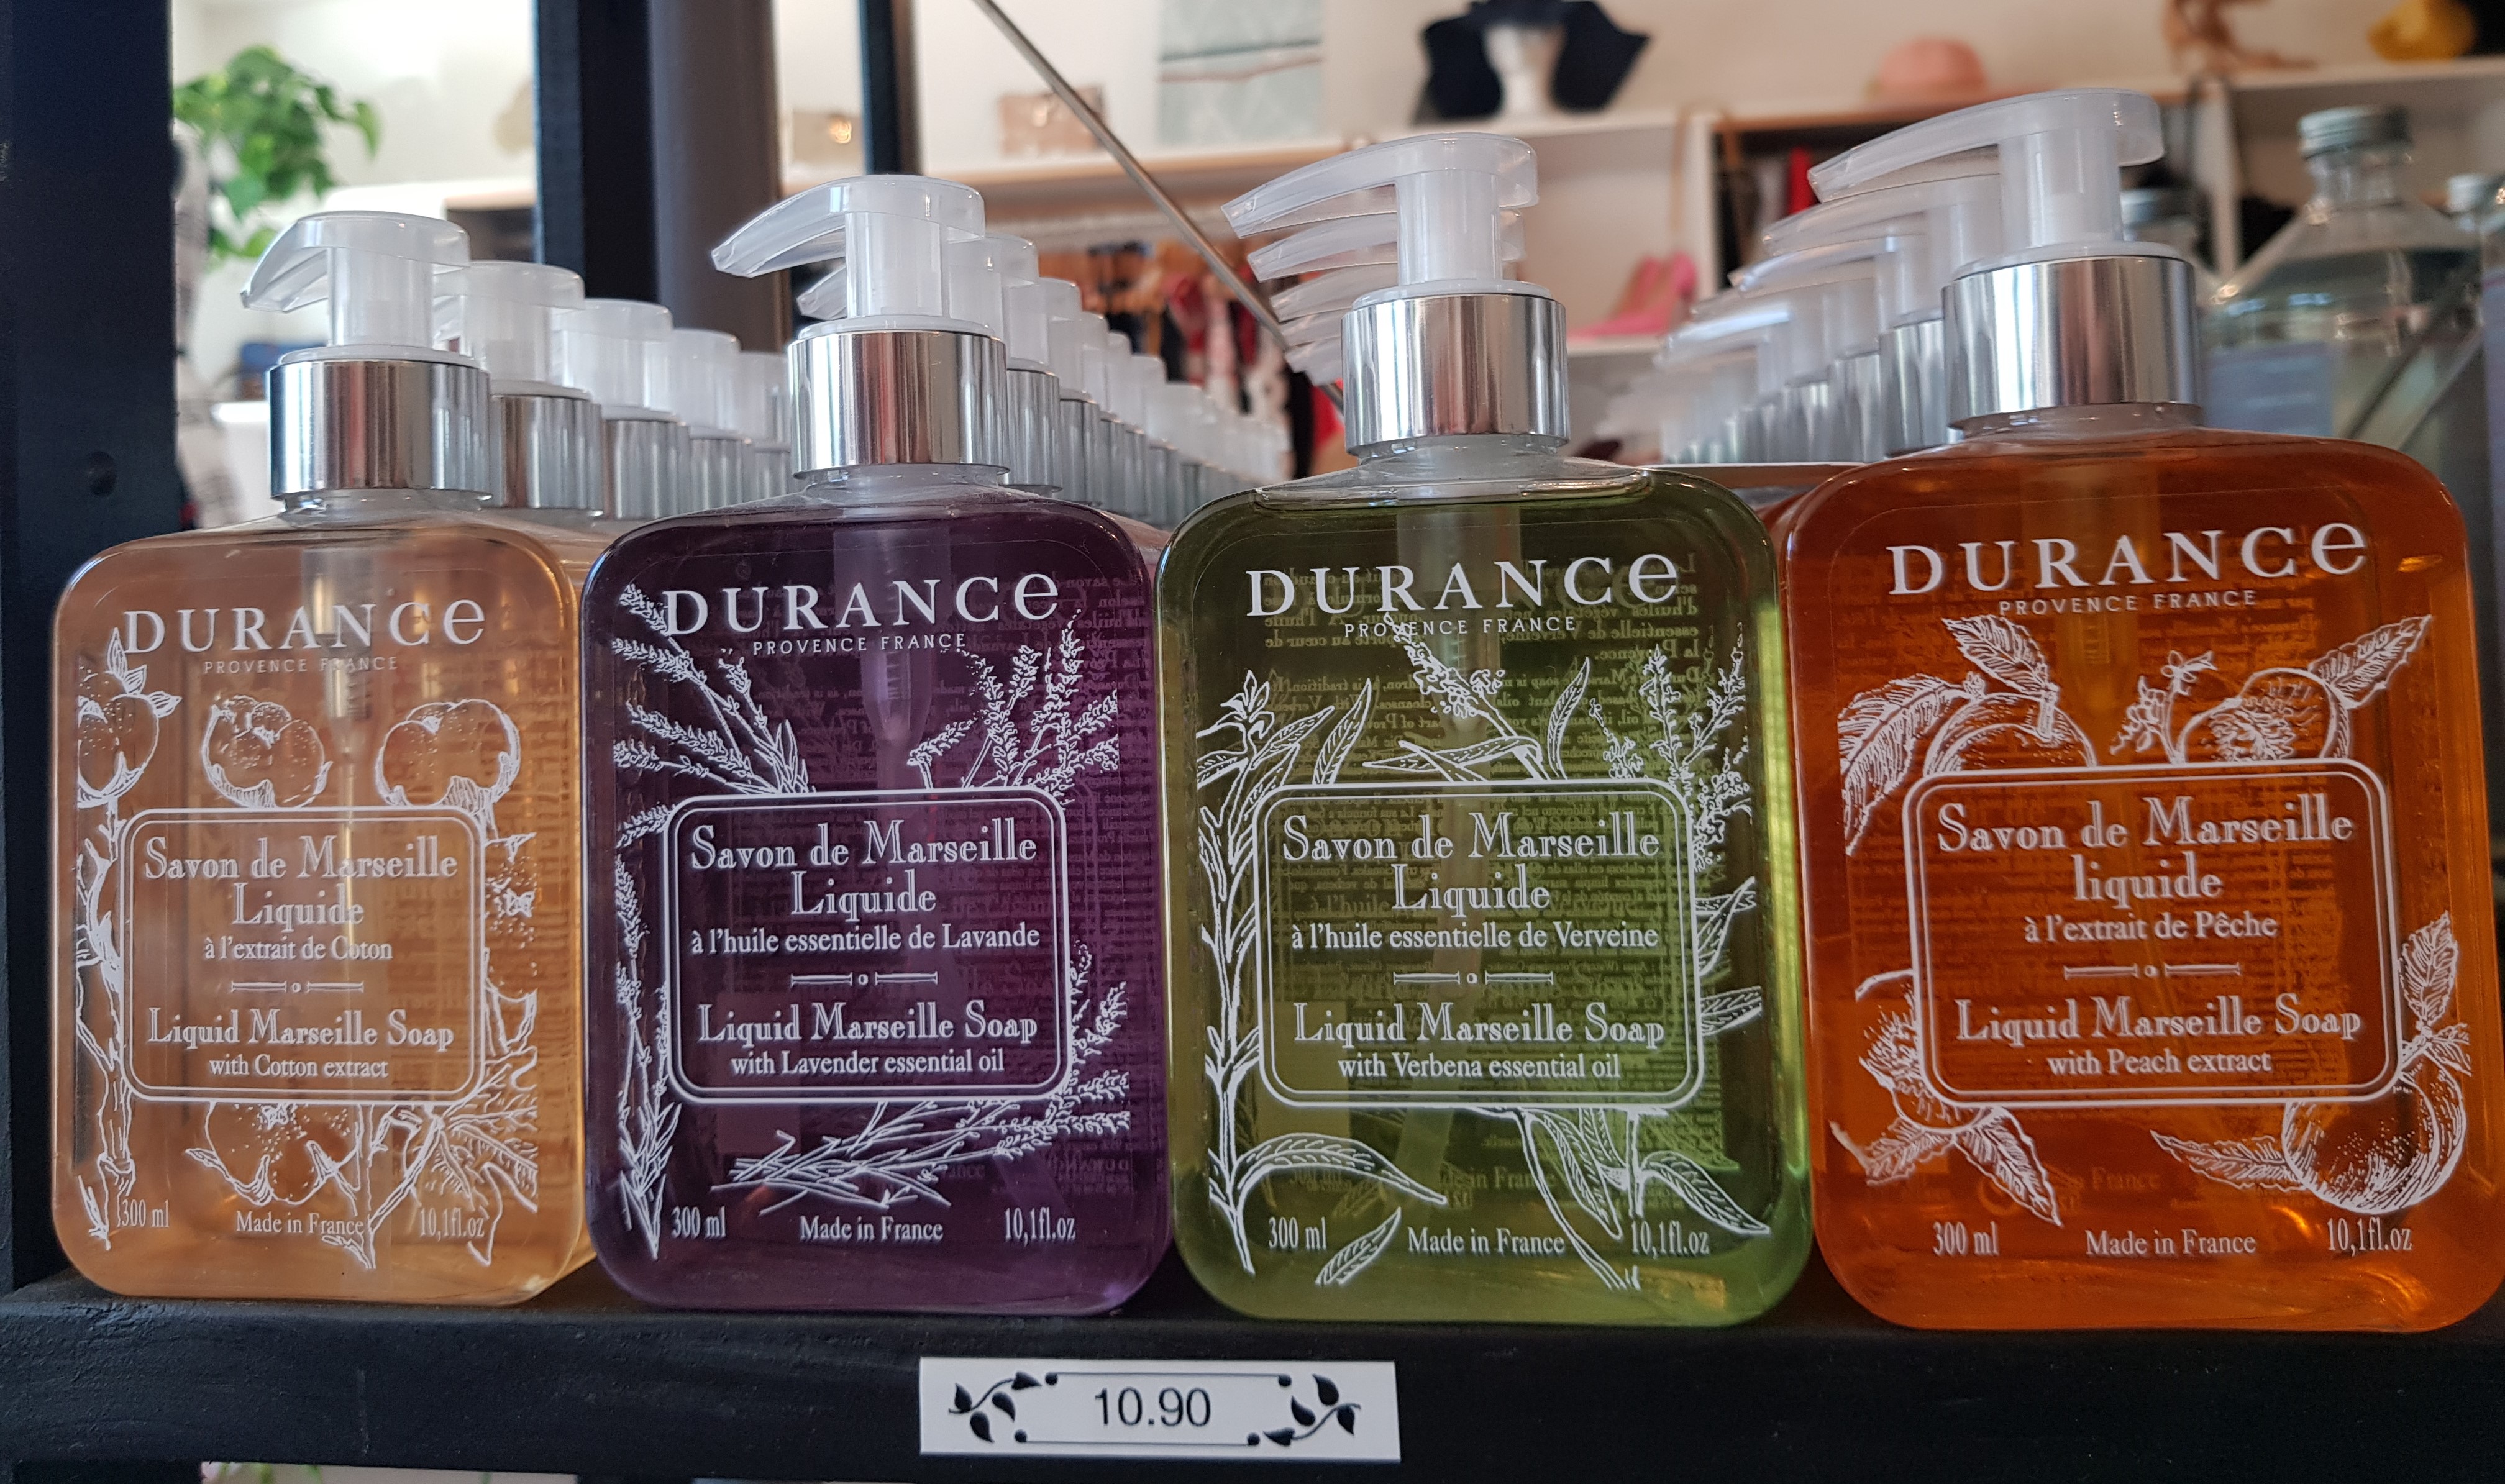 DURANCe
PROVENCE FRANCE
Savon de Marseille
Liquide
à l'extrait de Coton
Liquid Marseille Soap
with Cotton extract
300 ml
Made in France
10,1fl.oz
DURANCe
PROVENCE FRANCE
Savon de Marseille
Liquide
à l'huile essentielle de Lavande
Liquid Marseille Soap
with Lavender essential oil
300 ml
Made in France
10,1fl.oz
DURANCe
PROVENCE FRANCE
Savon de Marseille
Liquide
à l'huile essentielle de Verveine
Liquid Marseille Soap
with Verbena essential oil
300 ml
Made in France
10,1fl.oz
DURANCe
PROVENCE FRANCE
Savon de Marseille
liquide
à l'extrait de Pêche
Liquid Marseille Soap
with Peach extract
300 ml
Made in France
10,1fl.oz
10.90